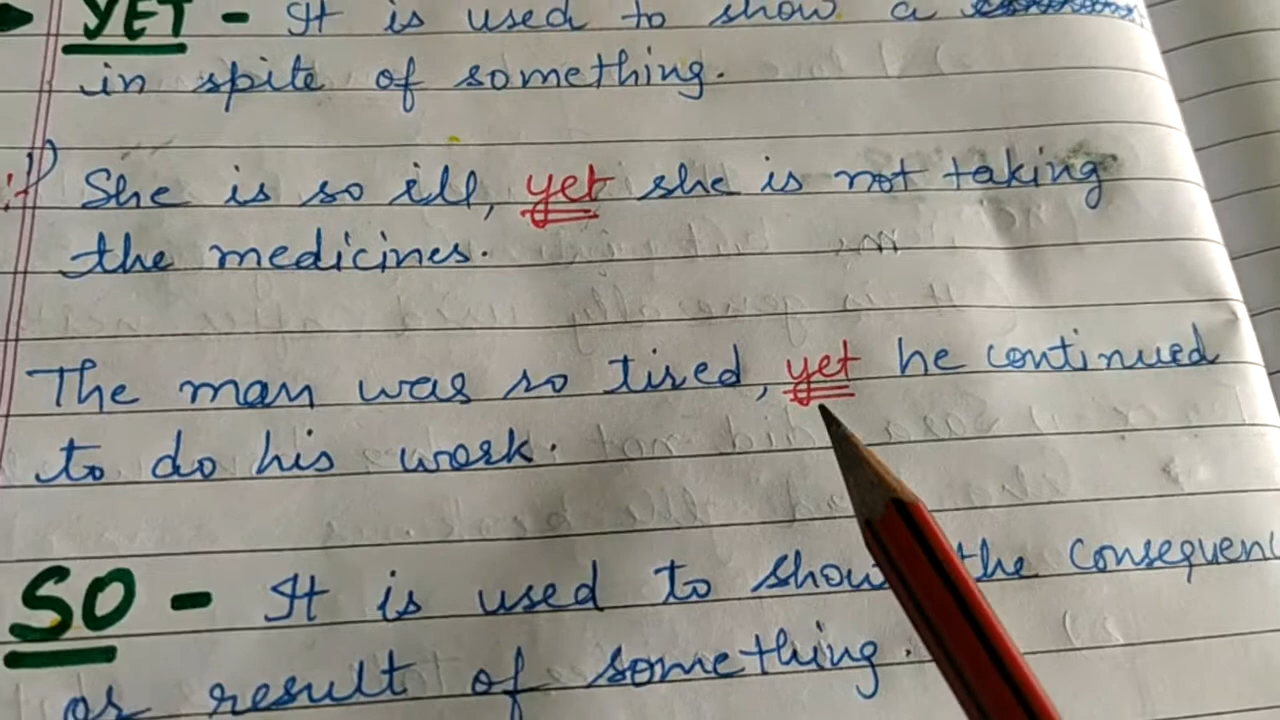 YET - It is used to show a
in spite of something.
She is so ill, yet she is not taking
the medicines.
The man was so tired, yet he continued
to do his work.
SO - It is used to show the consequenc
or result of something.